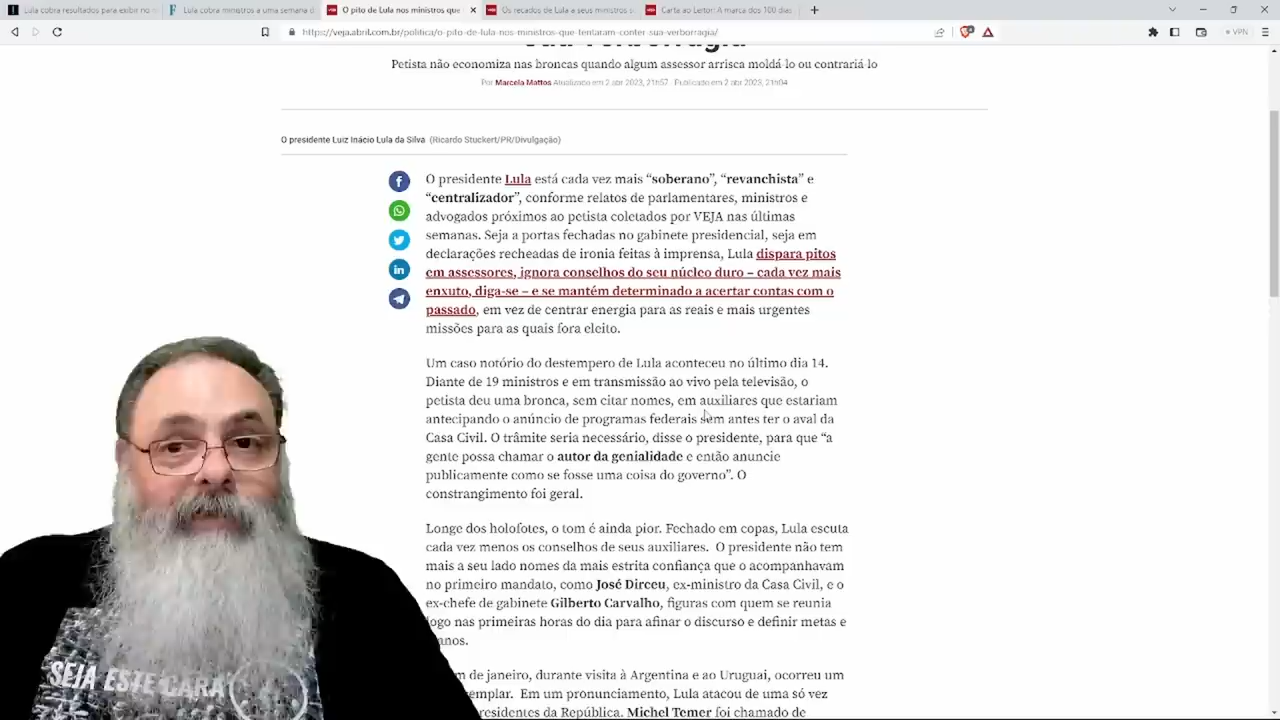 Lula cobra resultados para exibir no
Lula cobra ministros a uma semana d
O pito de Lula nos ministros que
Os recados de Lula a seus ministros s
Carta ao Leitor: A marca dos 100 dias
https://veja.abril.com.br/politica/o-pito-de-lula-nos-ministros-que-tentaram-conter-sua-verborragia/
VPN
sua verborragia
Petista não economiza nas broncas quando algum assessor arrisca moldá-lo ou contrariá-lo
Por Marcela Mattos Atualizado em 2 abr 2023, 21h57 - Publicado em 2 abr 2023, 21h04
O presidente Luiz Inácio Lula da Silva (Ricardo Stuckert/PR/Divulgação)
O presidente Lula está cada vez mais “soberano”, “revanchista” e
“centralizador”, conforme relatos de parlamentares, ministros e
advogados próximos ao petista coletados por VEJA nas últimas
semanas. Seja a portas fechadas no gabinete presidencial, seja em
declarações recheadas de ironia feitas à imprensa, Lula dispara pitos
em assessores, ignora conselhos do seu núcleo duro – cada vez mais
enxuto, diga-se – e se mantém determinado a acertar contas com o
passado, em vez de centrar energia para as reais e mais urgentes
missões para as quais fora eleito.
Um caso notório do destempero de Lula aconteceu no último dia 14.
Diante de 19 ministros e em transmissão ao vivo pela televisão, o
petista deu uma bronca, sem citar nomes, em auxiliares que estariam
antecipando o anúncio de programas federais sem antes ter o aval da
Casa Civil. O trâmite seria necessário, disse o presidente, para que “a
gente possa chamar o autor da genialidade e então anuncie
publicamente como se fosse uma coisa do governo”. O
constrangimento foi geral.
Longe dos holofotes, o tom é ainda pior. Fechado em copas, Lula escuta
cada vez menos os conselhos de seus auxiliares. O presidente não tem
mais a seu lado nomes da mais estrita confiança que o acompanhavam
no primeiro mandato, como José Dirceu, ex-ministro da Casa Civil, e o
ex-chefe de gabinete Gilberto Carvalho, figuras com quem se reunia
logo nas primeiras horas do dia para afinar o discurso e definir metas e
anos.
m de janeiro, durante visita à Argentina e ao Uruguai, ocorreu um
emplar. Em um pronunciamento, Lula atacou de uma só vez
residentes da República. Michel Temer foi chamado de
SEJA ESTE CARA